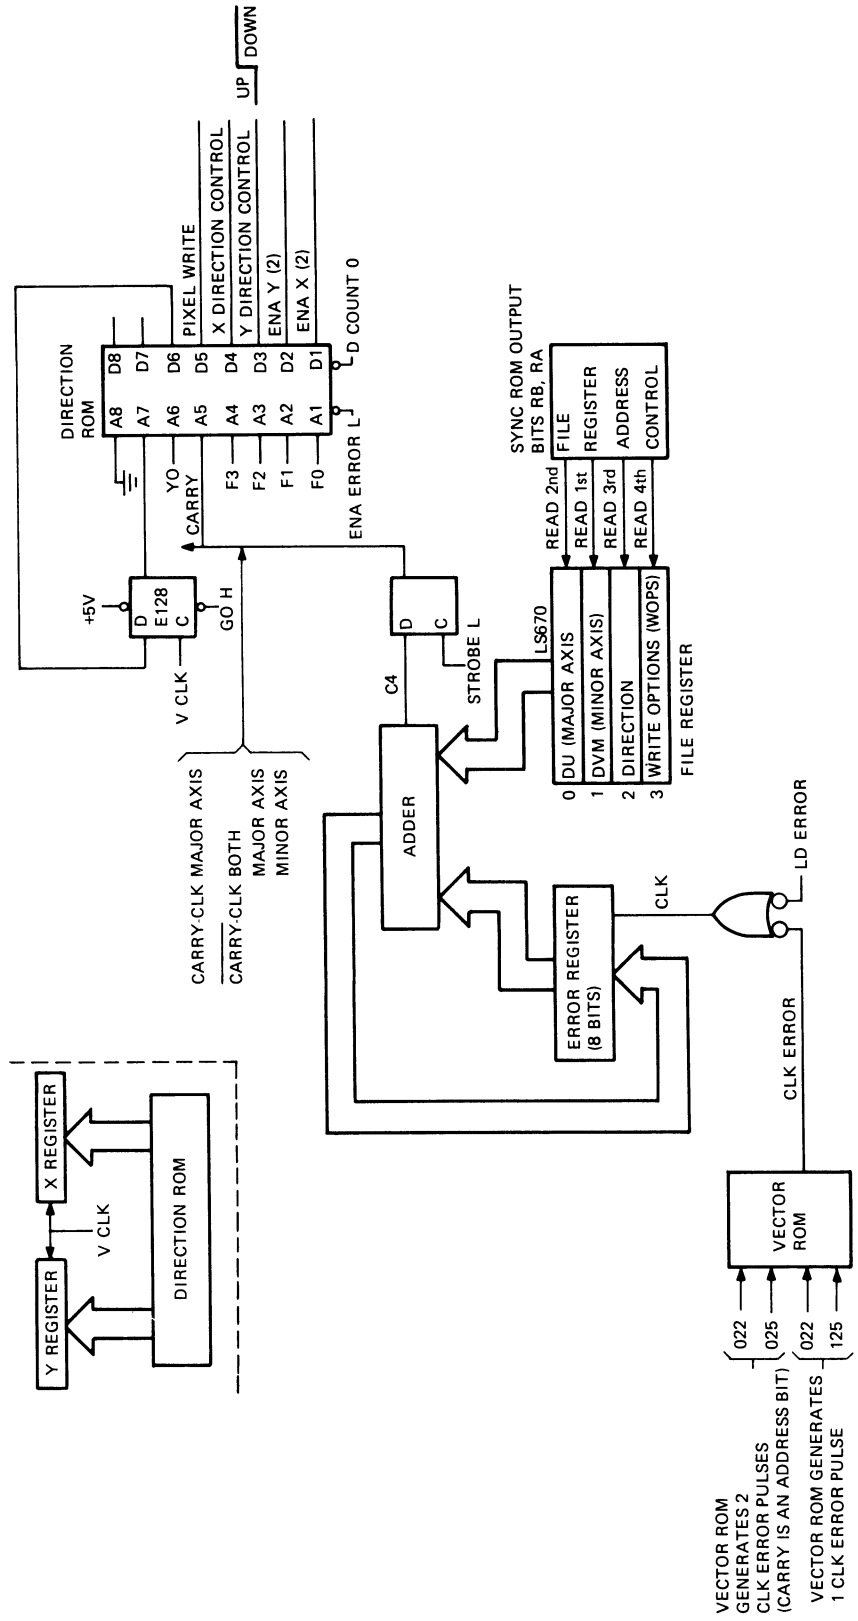 Y REGISTER
X REGISTER
V CLK
DIRECTION ROM
CARRY-CLK MAJOR AXIS
CARRY-CLK BOTH
MAJOR AXIS
MINOR AXIS
+5V
D
E128
C
V CLK
GO H
DIRECTION
ROM
A8
D8
A7
D7
A6
D6
A5
D5
A4
D4
A3
D3
A2
D2
A1
D1
YO
CARRY
F3
F2
F1
F0
ENA ERROR L
D COUNT 0
PIXEL WRITE
X DIRECTION CONTROL
Y DIRECTION CONTROL
ENA Y (2)
ENA X (2)
UP
DOWN
ADDER
C4
D
C
STROBE L
ERROR REGISTER
(8 BITS)
CLK
LD ERROR
CLK ERROR
LS670
0 DU (MAJOR AXIS
1 DVM (MINOR AXIS)
2 DIRECTION
3 WRITE OPTIONS (WOPS)
FILE REGISTER
READ 2nd
READ 1st
READ 3rd
READ 4th
SYNC ROM OUTPUT
BITS RB, RA
FILE
REGISTER
ADDRESS
CONTROL
VECTOR ROM
GENERATES 2
CLK ERROR PULSES
(CARRY IS AN ADDRESS BIT)
VECTOR ROM GENERATES
1 CLK ERROR PULSE
022
025
022
125
VECTOR
ROM